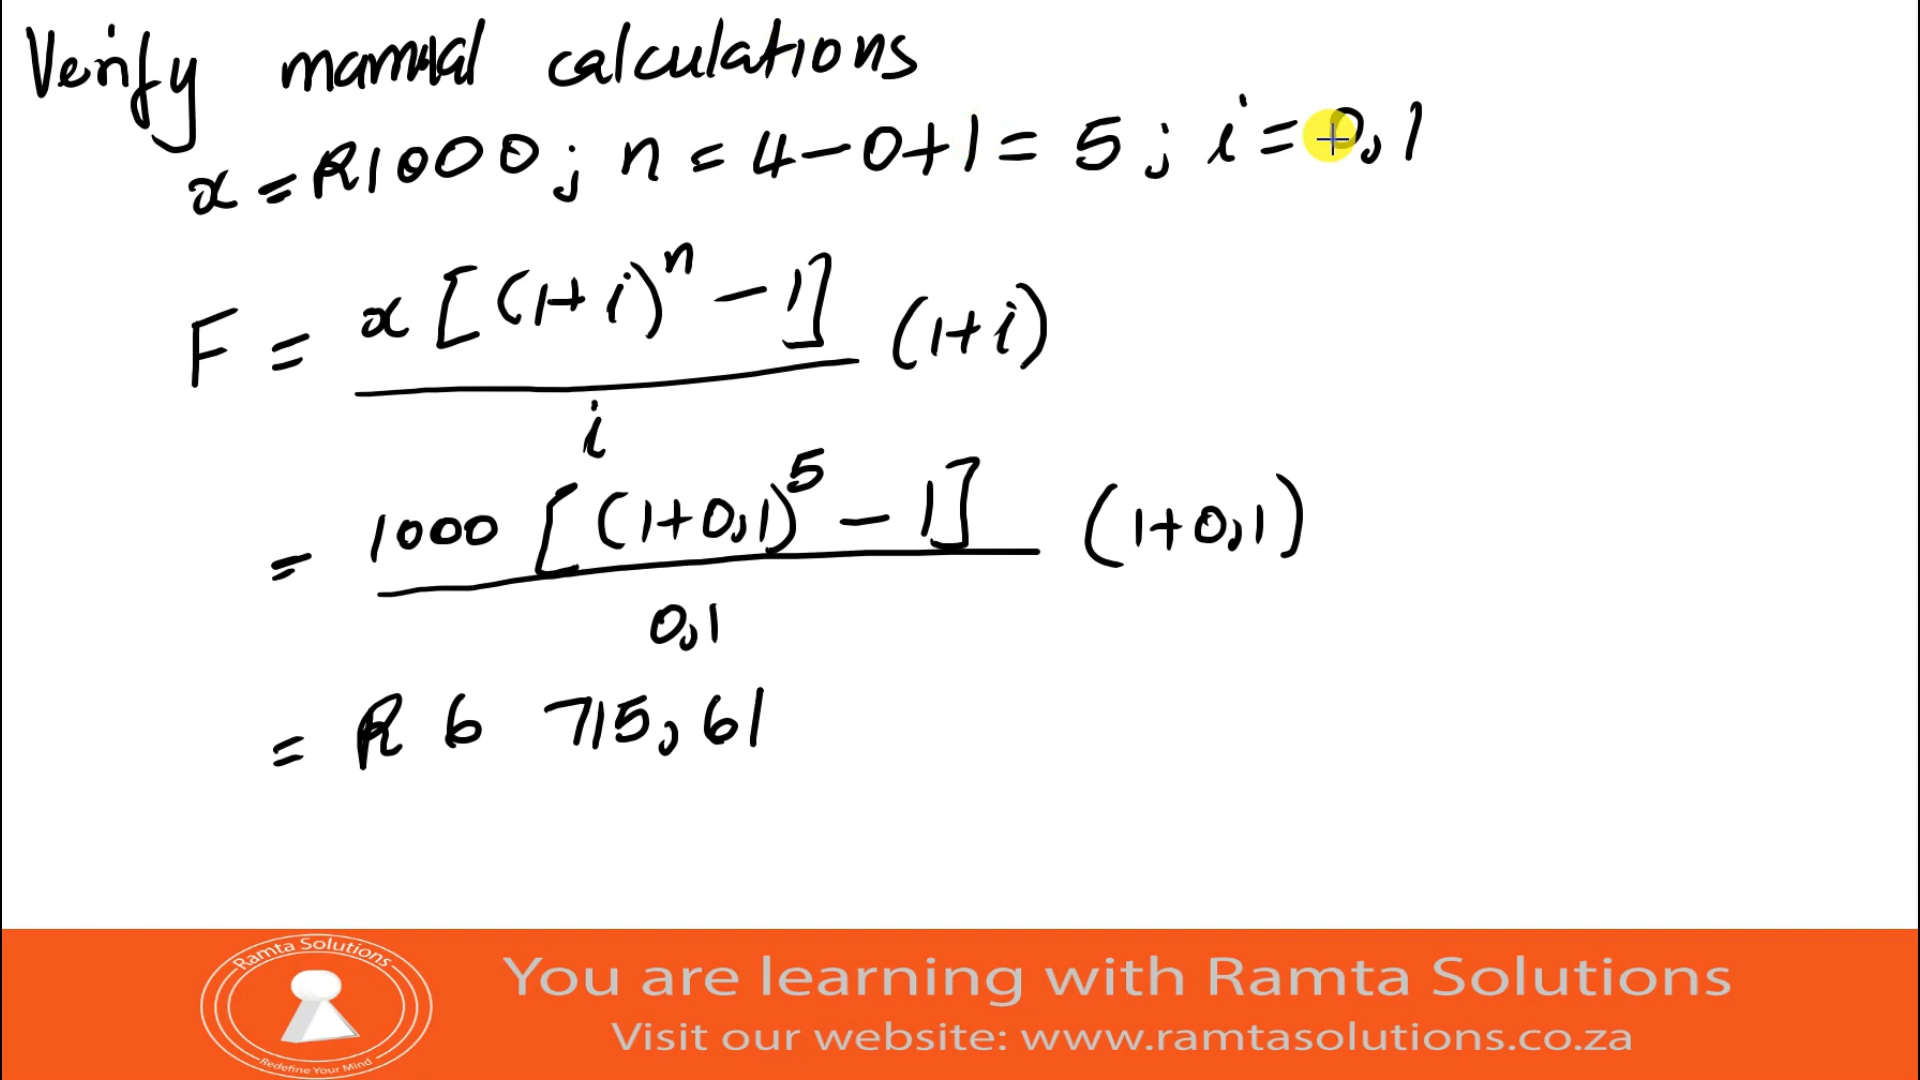 Verify manual calculations
x = R1000; n = 4-0+1 = 5; i = 0,1
F = x[(1+i)^n - 1] (1+i)
i
= 1000 [(1+0,1)^5 - 1] (1+0,1)
0,1
= R 6 715,61
Ramta Solutions
Redefine Your Mind
You are learning with Ramta Solutions
Visit our website: www.ramtasolutions.co.za